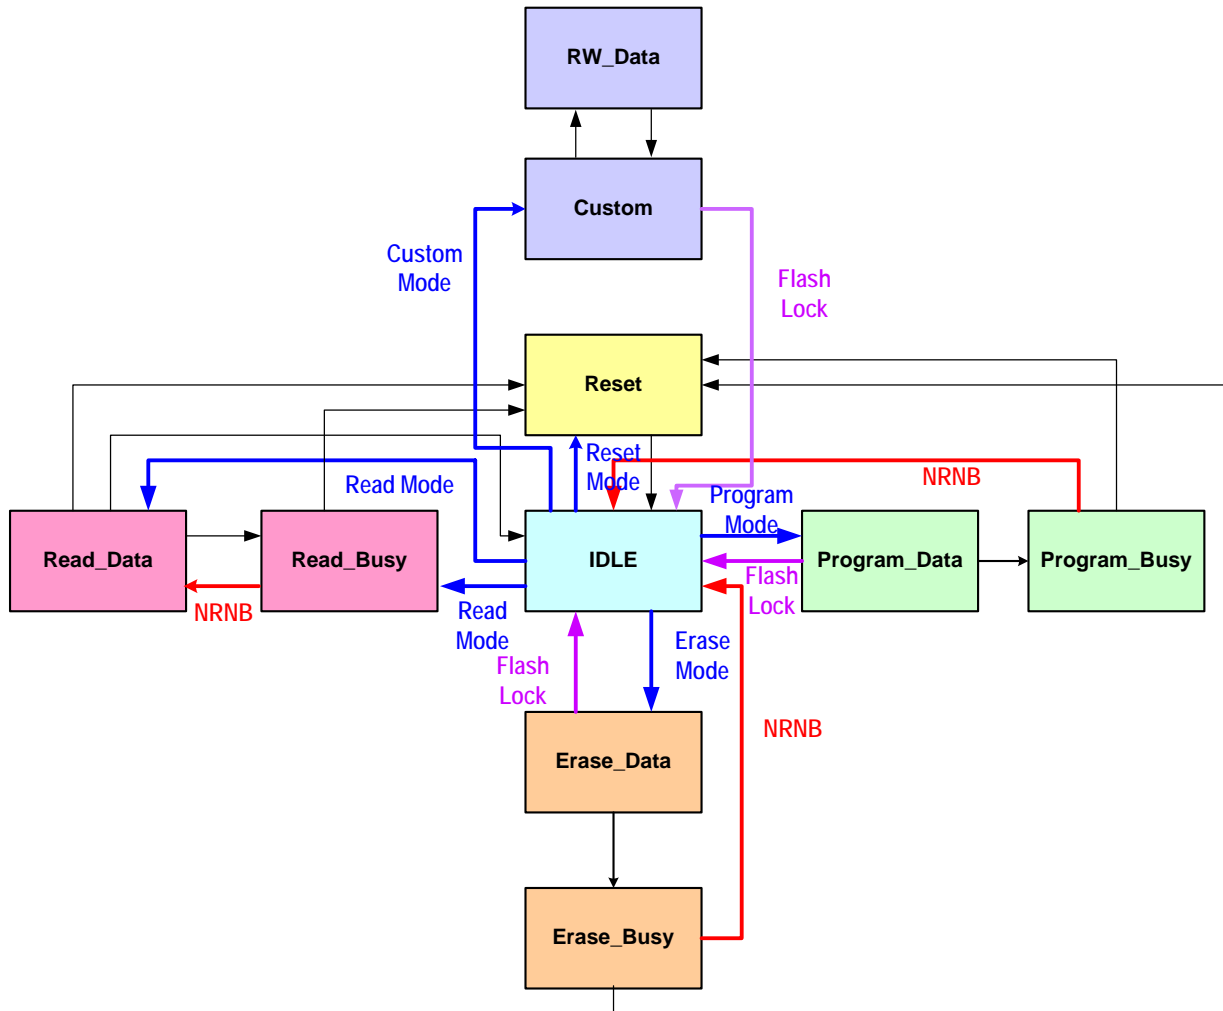 RW_Data
Custom
Custom
Mode
Flash
Lock
Reset
Reset
Mode
Read Mode
NRNB
Program
Mode
Read_Data
Read_Busy
IDLE
Program_Data
Program_Busy
Flash
Lock
NRNB
Read
Mode
Erase
Mode
Flash
Lock
NRNB
Erase_Data
Erase_Busy